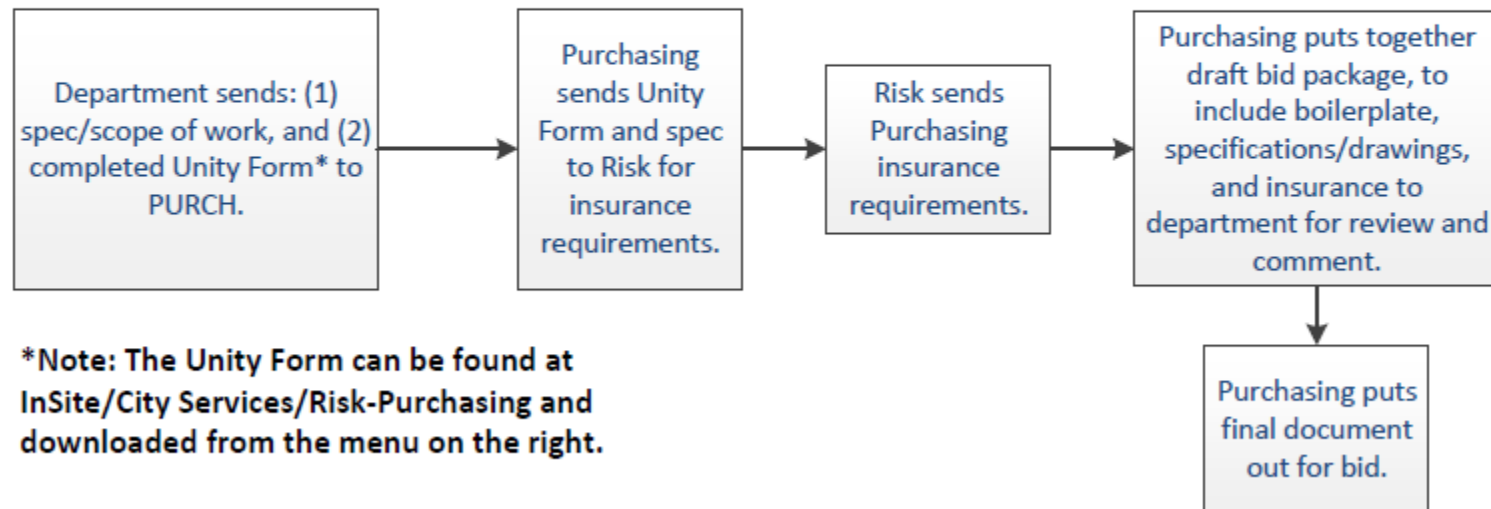 Department sends: (1)
spec/scope of work, and (2)
completed Unity Form* to
PURCH.
Purchasing
sends Unity
Form and spec
to Risk for
insurance
requirements.
Risk sends
Purchasing
insurance
requirements.
Purchasing puts together
draft bid package, to
include boilerplate,
specifications/drawings,
and insurance to
department for review and
comment.
Purchasing puts
final document
out for bid.
*Note: The Unity Form can be found at
InSite/City Services/Risk-Purchasing and
downloaded from the menu on the right.